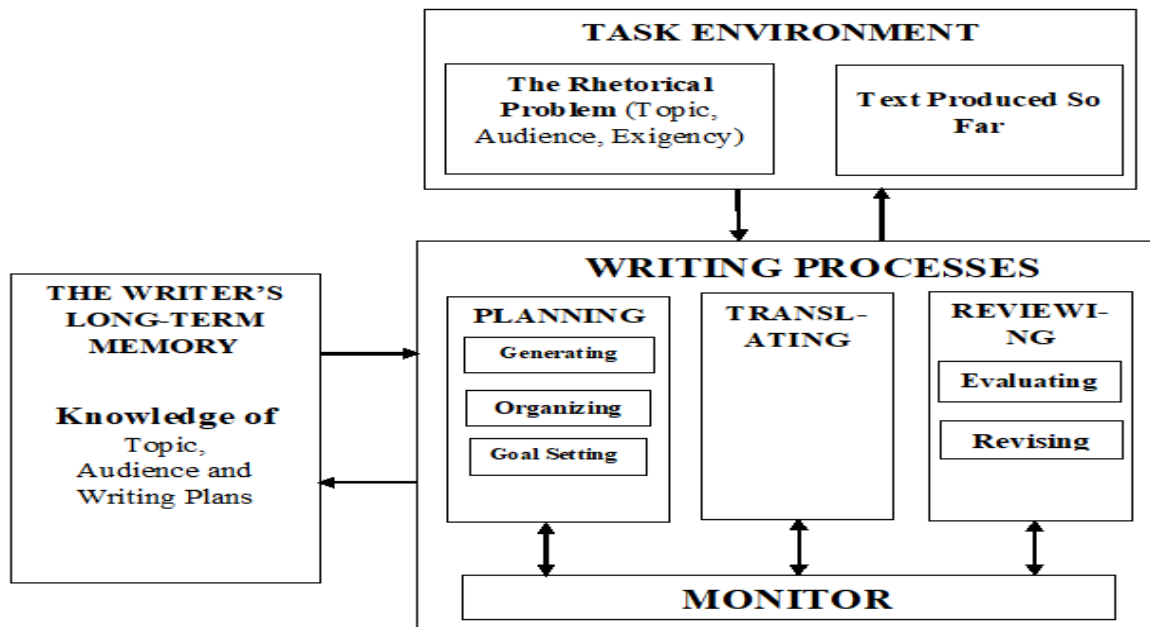 TASK ENVIRONMENT
The Rhetorical
Problem (Topic,
Audience, Exigency)
Text Produced So
Far
THE WRITER'S
LONG-TERM
MEMORY
Knowledge of
Topic,
Audience and
Writing Plans
WRITING PROCESSES
PLANNING
Generating
Organizing
Goal Setting
TRANSL-
ATING
REVIEWI-
NG
Evaluating
Revising
MONITOR